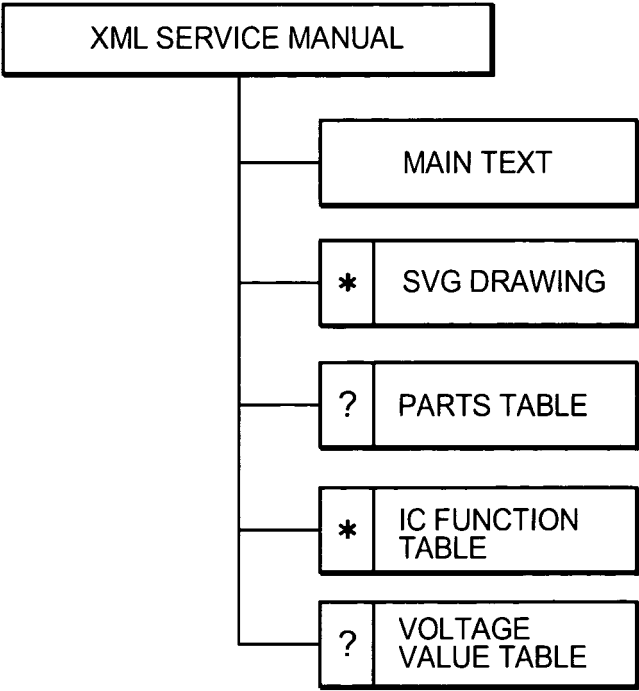 XML SERVICE MANUAL
MAIN TEXT
* SVG DRAWING
? PARTS TABLE
* IC FUNCTION
TABLE
? VOLTAGE
VALUE TABLE